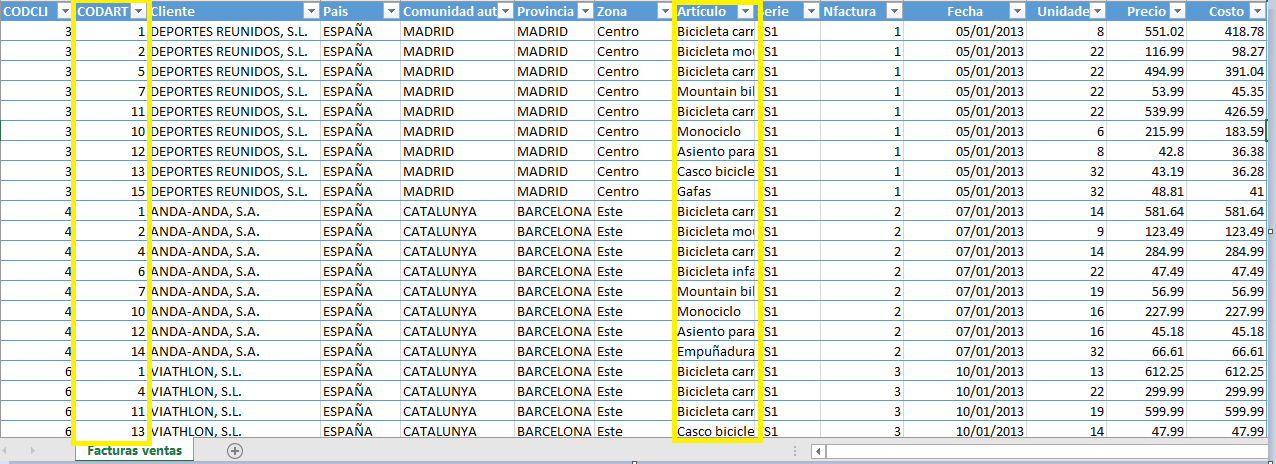 CODCLI CODART Cliente Pais Comunidad aut Provincia Zona Artículo erie Nfactura Fecha Unidade Precio Costo
3 1 DEPORTES REUNIDOS, S.L. ESPAÑA MADRID MADRID Centro Bicicleta carr S1 1 05/01/2013 8 551.02 418.78
3 2 DEPORTES REUNIDOS, S.L. ESPAÑA MADRID MADRID Centro Bicicleta mou S1 1 05/01/2013 22 116.99 98.27
3 5 DEPORTES REUNIDOS, S.L. ESPAÑA MADRID MADRID Centro Bicicleta carr S1 1 05/01/2013 22 494.99 391.04
3 7 DEPORTES REUNIDOS, S.L. ESPAÑA MADRID MADRID Centro Mountain bil S1 1 05/01/2013 22 53.99 45.35
3 11 DEPORTES REUNIDOS, S.L. ESPAÑA MADRID MADRID Centro Bicicleta carr S1 1 05/01/2013 22 539.99 426.59
3 10 DEPORTES REUNIDOS, S.L. ESPAÑA MADRID MADRID Centro Monociclo S1 1 05/01/2013 6 215.99 183.59
3 12 DEPORTES REUNIDOS, S.L. ESPAÑA MADRID MADRID Centro Asiento para S1 1 05/01/2013 8 42.8 36.38
3 13 DEPORTES REUNIDOS, S.L. ESPAÑA MADRID MADRID Centro Casco bicicle S1 1 05/01/2013 32 43.19 36.28
3 15 DEPORTES REUNIDOS, S.L. ESPAÑA MADRID MADRID Centro Gafas S1 1 05/01/2013 32 48.81 41
4 1 ANDA-ANDA, S.A. ESPAÑA CATALUNYA BARCELONA Este Bicicleta carr S1 2 07/01/2013 14 581.64 581.64
4 2 ANDA-ANDA, S.A. ESPAÑA CATALUNYA BARCELONA Este Bicicleta mou S1 2 07/01/2013 9 123.49 123.49
4 4 ANDA-ANDA, S.A. ESPAÑA CATALUNYA BARCELONA Este Bicicleta carr S1 2 07/01/2013 14 284.99 284.99
4 6 ANDA-ANDA, S.A. ESPAÑA CATALUNYA BARCELONA Este Bicicleta infa S1 2 07/01/2013 22 47.49 47.49
4 7 ANDA-ANDA, S.A. ESPAÑA CATALUNYA BARCELONA Este Mountain bil S1 2 07/01/2013 19 56.99 56.99
4 10 ANDA-ANDA, S.A. ESPAÑA CATALUNYA BARCELONA Este Monociclo S1 2 07/01/2013 16 227.99 227.99
4 12 ANDA-ANDA, S.A. ESPAÑA CATALUNYA BARCELONA Este Asiento para S1 2 07/01/2013 16 45.18 45.18
4 14 ANDA-ANDA, S.A. ESPAÑA CATALUNYA BARCELONA Este Empuñadura S1 2 07/01/2013 32 66.61 66.61
6 1 VIATHLON, S.L. ESPAÑA CATALUNYA BARCELONA Este Bicicleta carr S1 3 10/01/2013 13 612.25 612.25
6 4 VIATHLON, S.L. ESPAÑA CATALUNYA BARCELONA Este Bicicleta carr S1 3 10/01/2013 22 299.99 299.99
6 11 VIATHLON, S.L. ESPAÑA CATALUNYA BARCELONA Este Bicicleta carr S1 3 10/01/2013 19 599.99 599.99
6 13 VIATHLON, S.L. ESPAÑA CATALUNYA BARCELONA Este Casco bicicle S1 3 10/01/2013 14 47.99 47.99
Facturas ventas